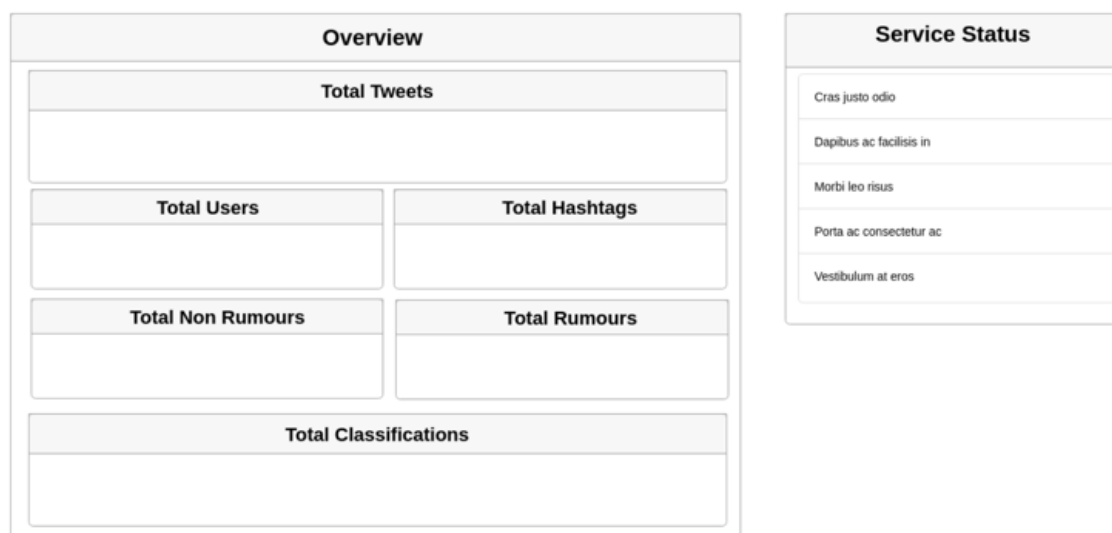 Overview
Total Tweets
Total Users
Total Hashtags
Total Non Rumours
Total Rumours
Total Classifications
Service Status
Cras justo odio
Dapibus ac facilisis in
Morbi leo risus
Porta ac consectetur ac
Vestibulum at eros